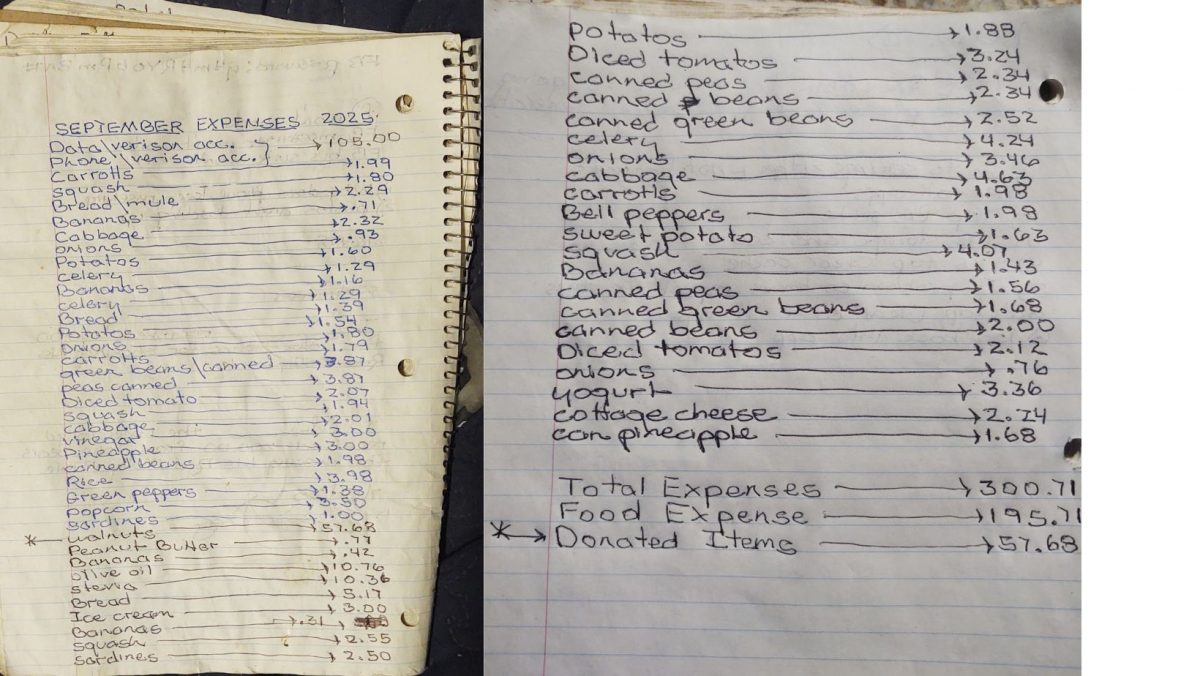 SEPTEMBER EXPENSES 2025
Data\verison acc. } → 105.00
Phone\verison acc.
Carrotts → 1.99
squash → 1.80
Bread\mule → 2.29
Bananas → .71
Cabbage → 2.32
onions → .93
Potatos → 1.60
celery → 1.29
Bananas → 1.16
celery → 1.29
Bread → 1.39
Potatos → 1.54
onions → 1.80
carrotts → 1.79
green beans\canned → 3.87
peas canned → 3.87
Diced tomato → 2.07
squash → 1.94
cabbage → 2.01
vinegar → 3.00
Pineapple → 3.00
canned beans → 1.98
Rice → 3.98
Green peppers → 1.38
popcorn → 3.50
sardines → 1.00
* walnuts → 57.68
Peanut Butter → .77
Bananas → .42
olive oil → 10.76
stevia → 10.36
Bread → 5.17
Ice cream → 3.00
Bananas → .31
squash → 2.55
sardines → 2.50
Potatos → 1.88
Diced tomatos → 3.24
canned peas → 2.34
canned beans → 2.34
canned green beans → 2.52
celery → 4.24
onions → 3.46
cabbage → 4.63
carrotts → 1.98
Bell peppers → 1.98
sweet potato → 1.63
squash → 4.07
Bananas → 1.43
canned peas → 1.56
canned green beans → 1.68
canned beans → 2.00
Diced tomatos → 2.12
onions → .76
yogurt → 3.36
cottage cheese → 2.74
can pineapple → 1.68
Total Expenses → 300.71
Food Expense → 195.71
* → Donated Items → 57.68